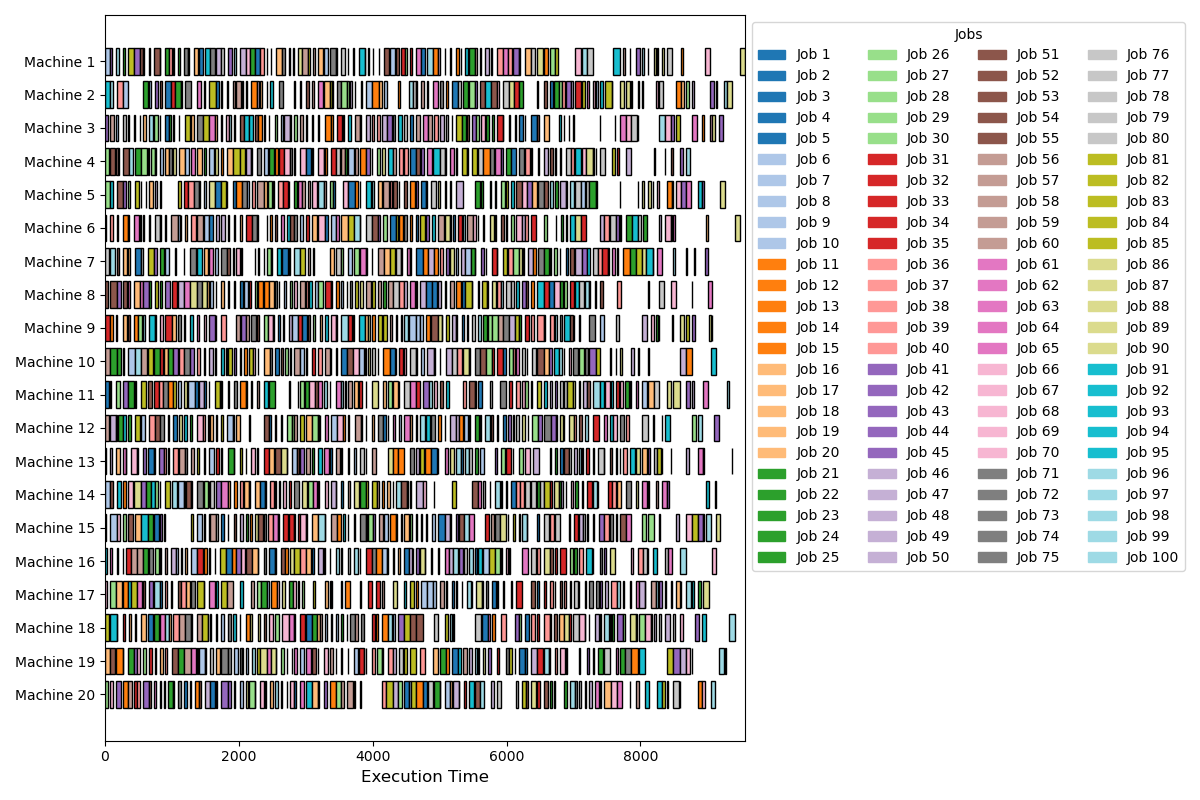 Machine 1
Machine 2
Machine 3
Machine 4
Machine 5
Machine 6
Machine 7
Machine 8
Machine 9
Machine 10
Machine 11
Machine 12
Machine 13
Machine 14
Machine 15
Machine 16
Machine 17
Machine 18
Machine 19
Machine 20
0 2000 4000 6000 8000
Execution Time
Jobs
Job 1 Job 26 Job 51 Job 76
Job 2 Job 27 Job 52 Job 77
Job 3 Job 28 Job 53 Job 78
Job 4 Job 29 Job 54 Job 79
Job 5 Job 30 Job 55 Job 80
Job 6 Job 31 Job 56 Job 81
Job 7 Job 32 Job 57 Job 82
Job 8 Job 33 Job 58 Job 83
Job 9 Job 34 Job 59 Job 84
Job 10 Job 35 Job 60 Job 85
Job 11 Job 36 Job 61 Job 86
Job 12 Job 37 Job 62 Job 87
Job 13 Job 38 Job 63 Job 88
Job 14 Job 39 Job 64 Job 89
Job 15 Job 40 Job 65 Job 90
Job 16 Job 41 Job 66 Job 91
Job 17 Job 42 Job 67 Job 92
Job 18 Job 43 Job 68 Job 93
Job 19 Job 44 Job 69 Job 94
Job 20 Job 45 Job 70 Job 95
Job 21 Job 46 Job 71 Job 96
Job 22 Job 47 Job 72 Job 97
Job 23 Job 48 Job 73 Job 98
Job 24 Job 49 Job 74 Job 99
Job 25 Job 50 Job 75 Job 100